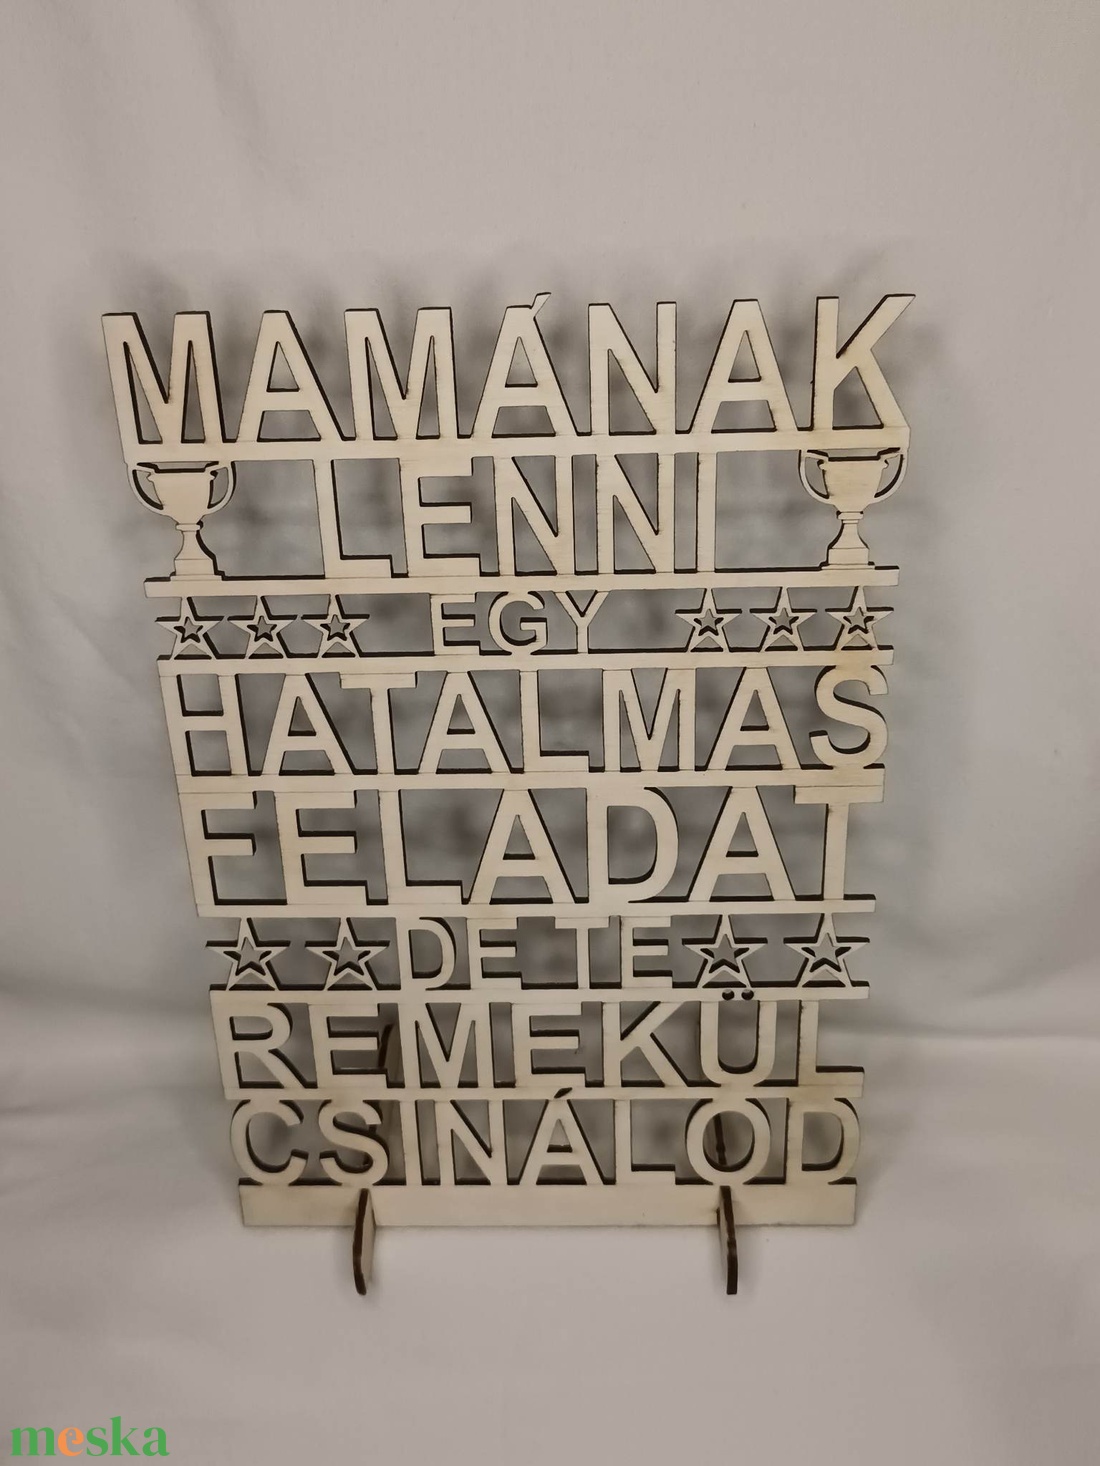 MAMÁNAK
LENNI
EGY
HATALMAS
FELADAT
DE TE
REMEKÜL
CSINÁLOD
meska